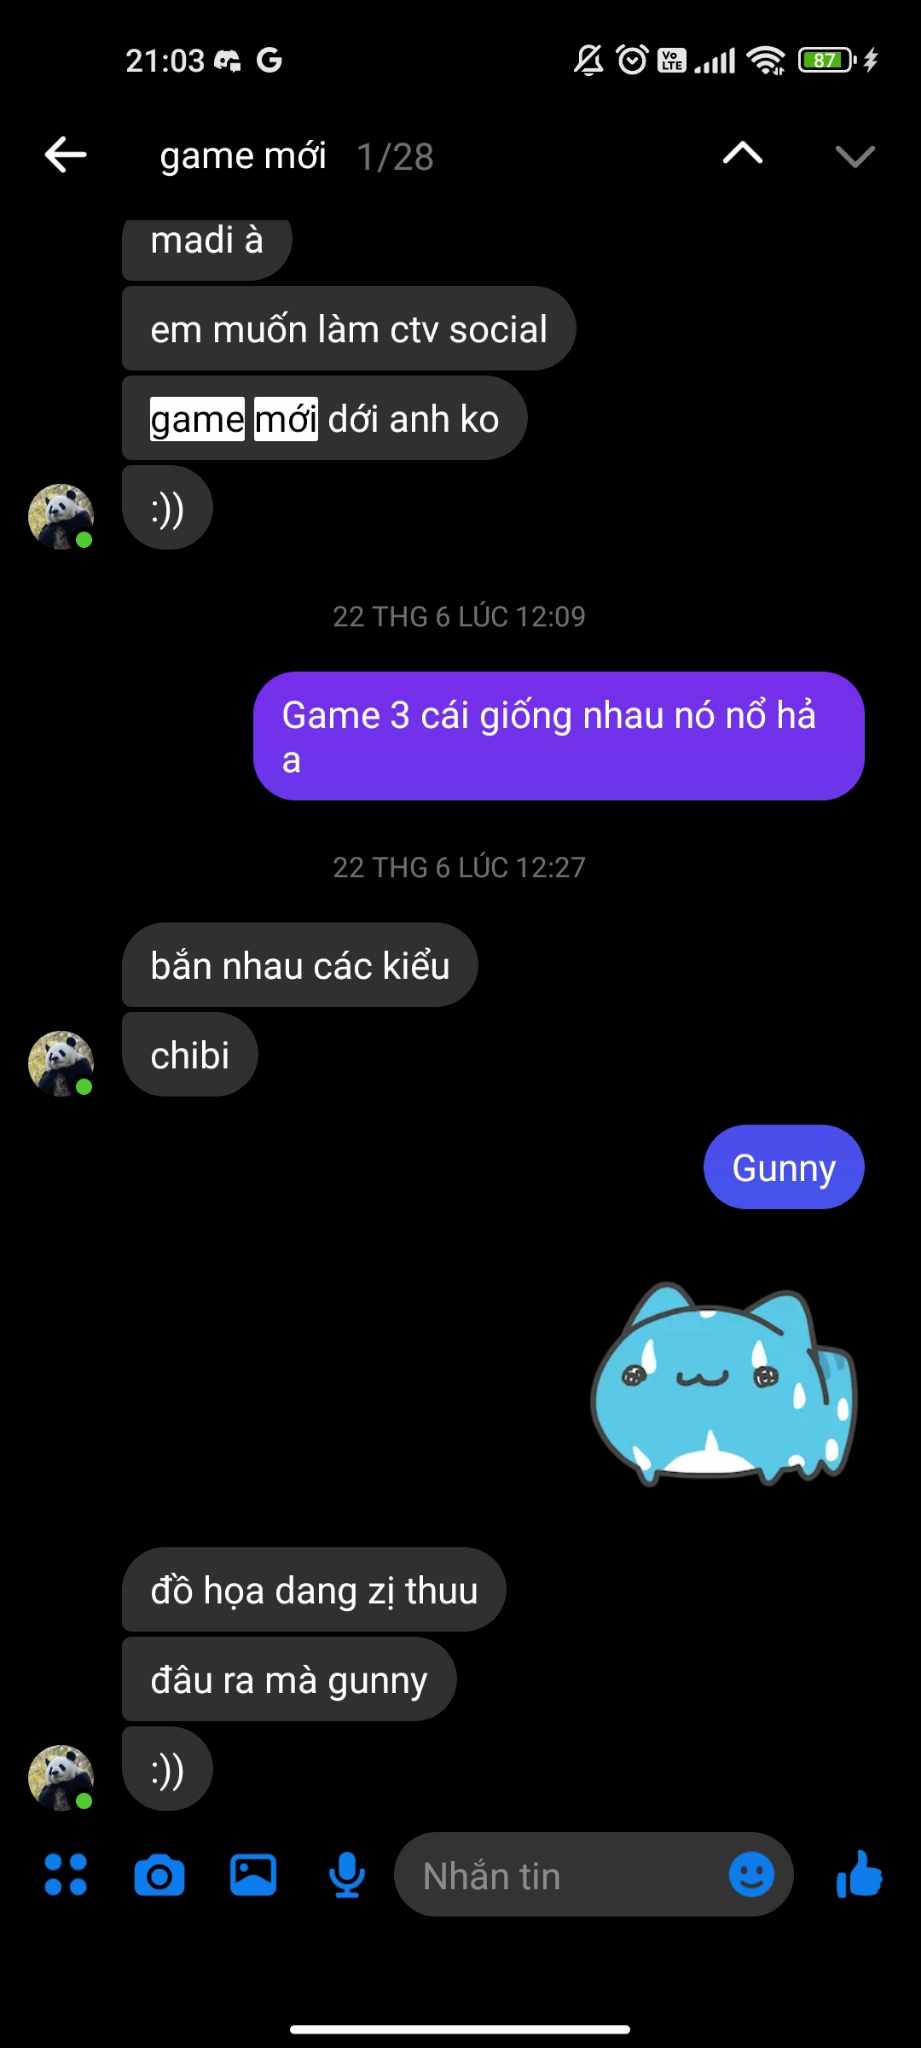 21:03
Vo LTE
87
game mới 1/28
madi à
em muốn làm ctv social
game mới dới anh ko
:))
22 THG 6 LÚC 12:09
Game 3 cái giống nhau nó nổ hả
a
22 THG 6 LÚC 12:27
bắn nhau các kiểu
chibi
Gunny
đồ họa dang zị thuu
đâu ra mà gunny
:))
Nhắn tin